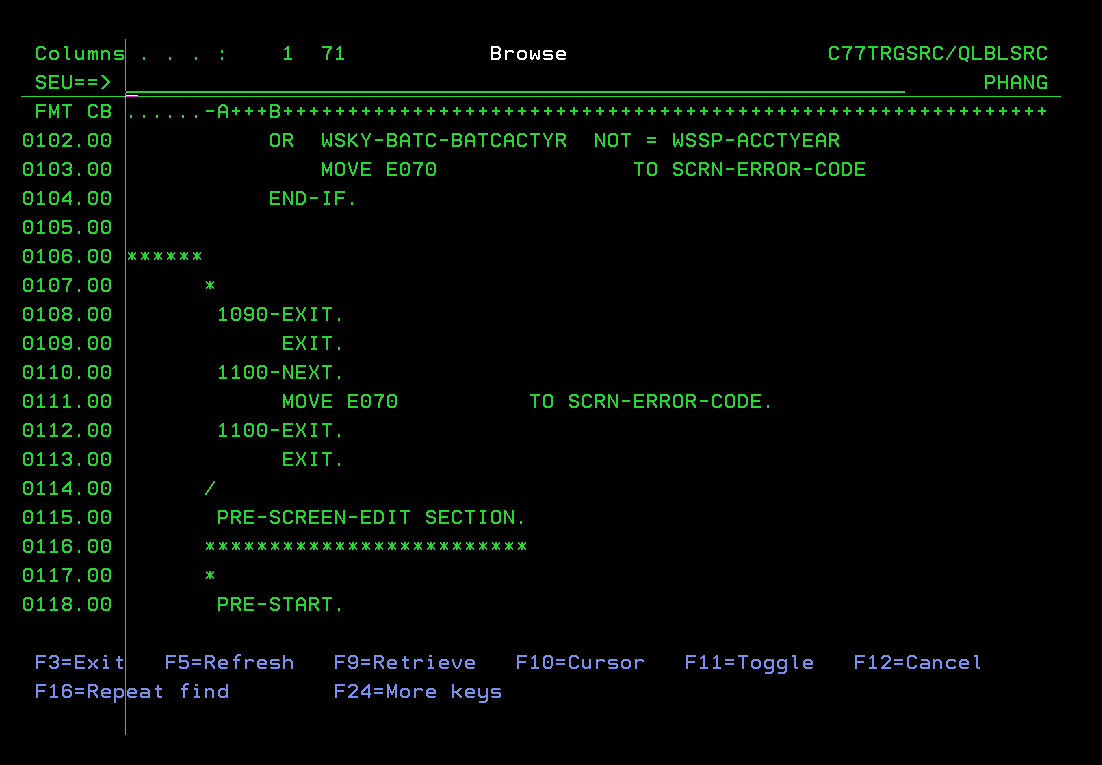 Columns . . . :    1  71           Browse                    C77TRGSRC/QLBLSRC
SEU==>                                                                   PHANG
FMT CB ......-A+++B+++++++++++++++++++++++++++++++++++++++++++++++++++++++++++
0102.00            OR  WSKY-BATC-BATCACTYR  NOT = WSSP-ACCTYEAR
0103.00                MOVE E070               TO SCRN-ERROR-CODE
0104.00            END-IF.
0105.00
0106.00 ******
0107.00       *
0108.00        1090-EXIT.
0109.00             EXIT.
0110.00        1100-NEXT.
0111.00             MOVE E070          TO SCRN-ERROR-CODE.
0112.00        1100-EXIT.
0113.00             EXIT.
0114.00       /
0115.00        PRE-SCREEN-EDIT SECTION.
0116.00       *************************
0117.00       *
0118.00        PRE-START.
F3=Exit   F5=Refresh   F9=Retrieve   F10=Cursor   F11=Toggle   F12=Cancel
F16=Repeat find        F24=More keys